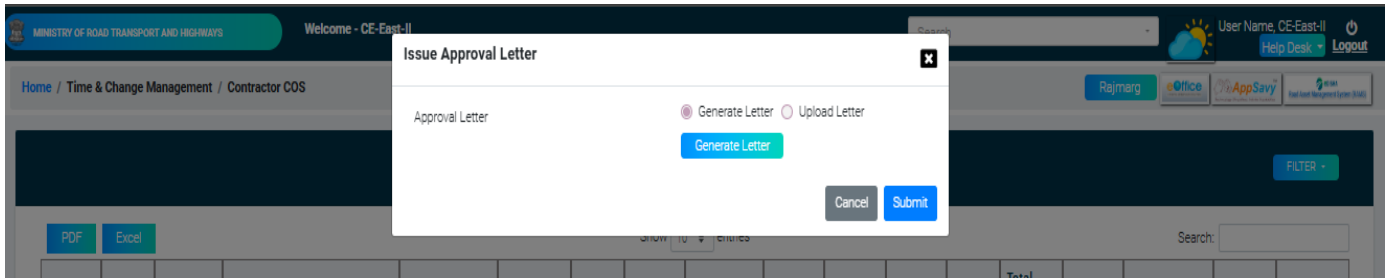 MINISTRY OF ROAD TRANSPORT AND HIGHWAYS
Welcome - CE-East-II
Search
User Name, CE-East-II
Help Desk
Logout
Issue Approval Letter
Home / Time & Change Management / Contractor COS
Rajmarg
eOffice
AppSavy
Approval Letter
Generate Letter
Upload Letter
Generate Letter
FILTER
Cancel
Submit
PDF
Excel
Show 10 entries
Search:
Total